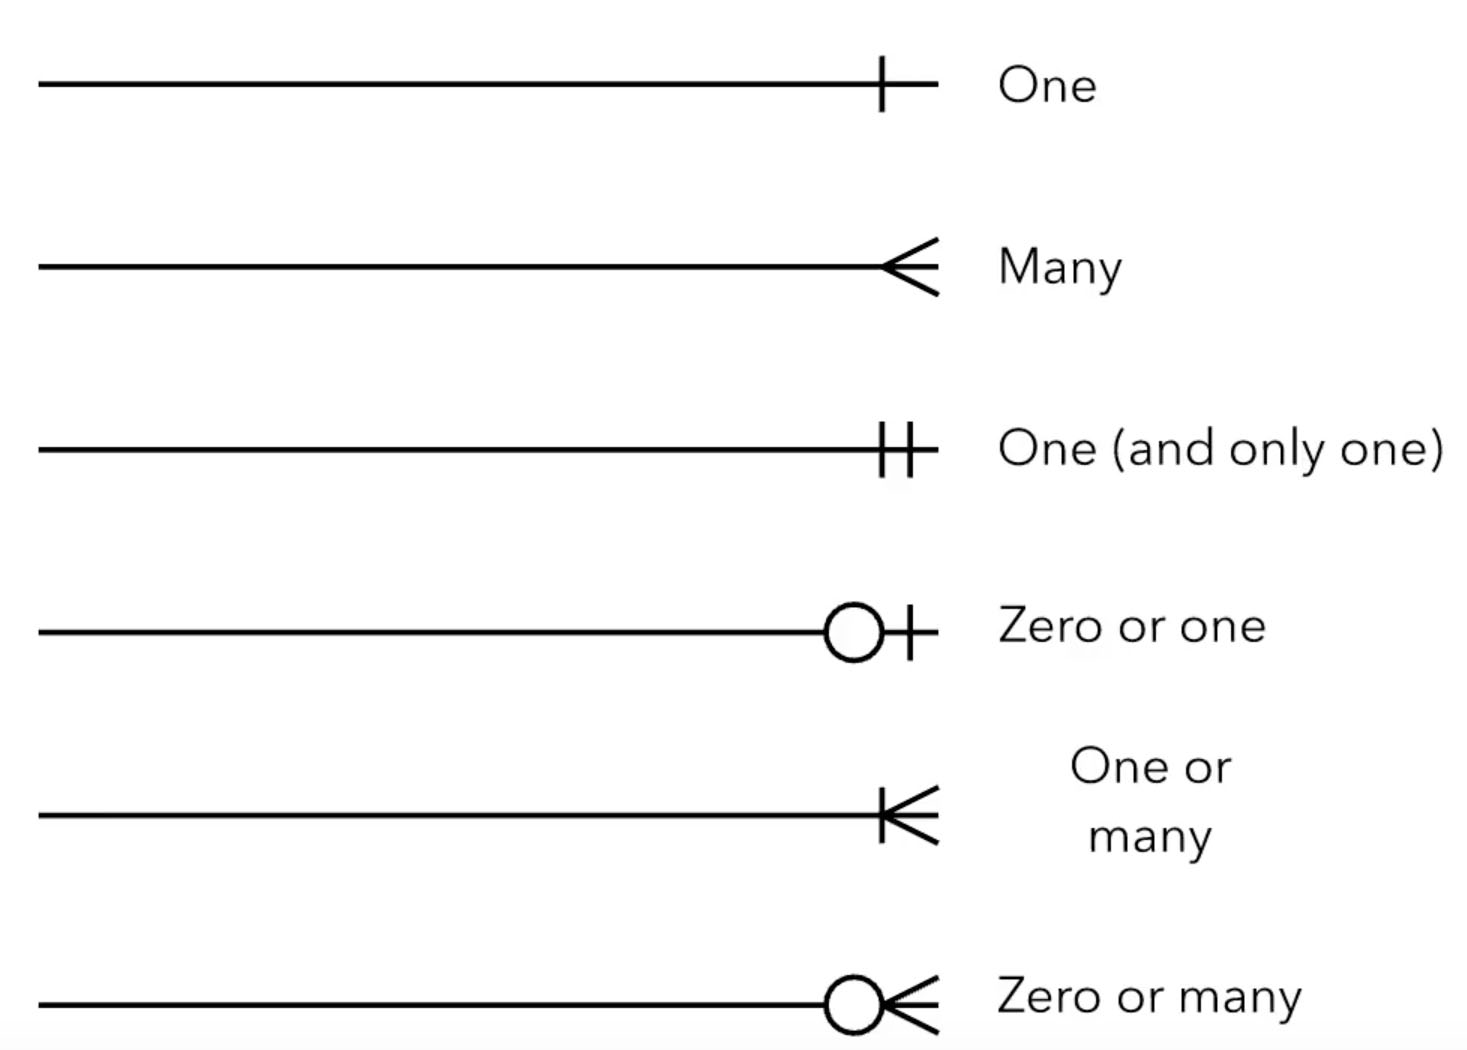 One
Many
One (and only one)
Zero or one
One or
many
Zero or many